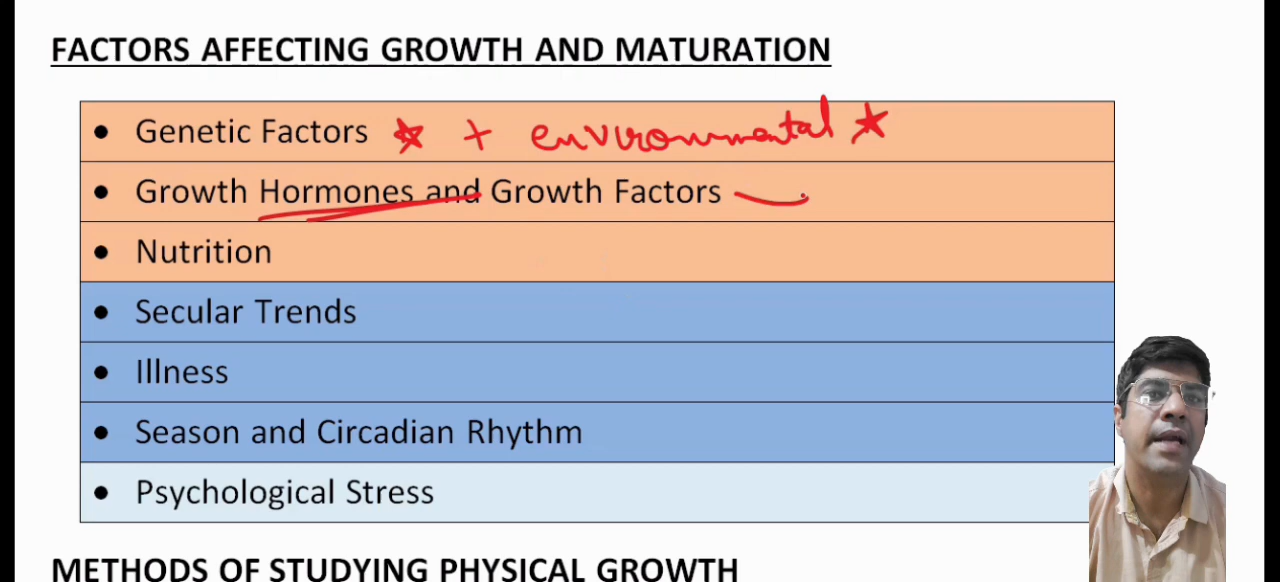 FACTORS AFFECTING GROWTH AND MATURATION
• Genetic Factors ☆ + environmental ☆
• Growth Hormones and Growth Factors
• Nutrition
• Secular Trends
• Illness
• Season and Circadian Rhythm
• Psychological Stress
METHODS OF STUDYING PHYSICAL GROWTH